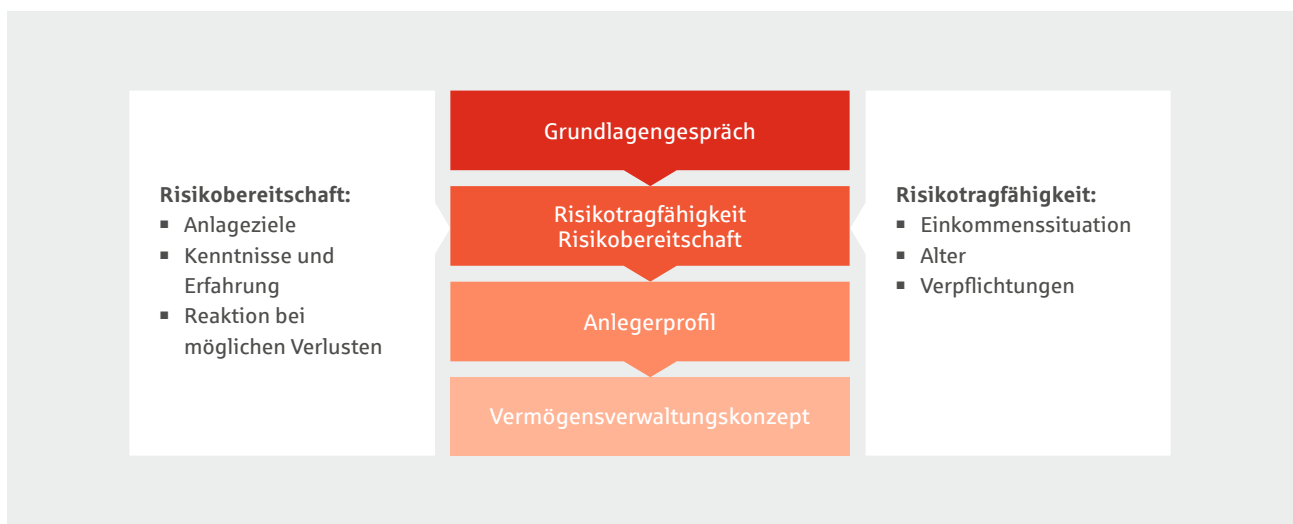 Risikobereitschaft:
▪ Anlageziele
▪ Kenntnisse und
Erfahrung
▪ Reaktion bei
möglichen Verlusten
Grundlagengespräch
Risikotragfähigkeit
Risikobereitschaft
Anlegerprofil
Vermögensverwaltungskonzept
Risikotragfähigkeit:
▪ Einkommenssituation
▪ Alter
▪ Verpflichtungen